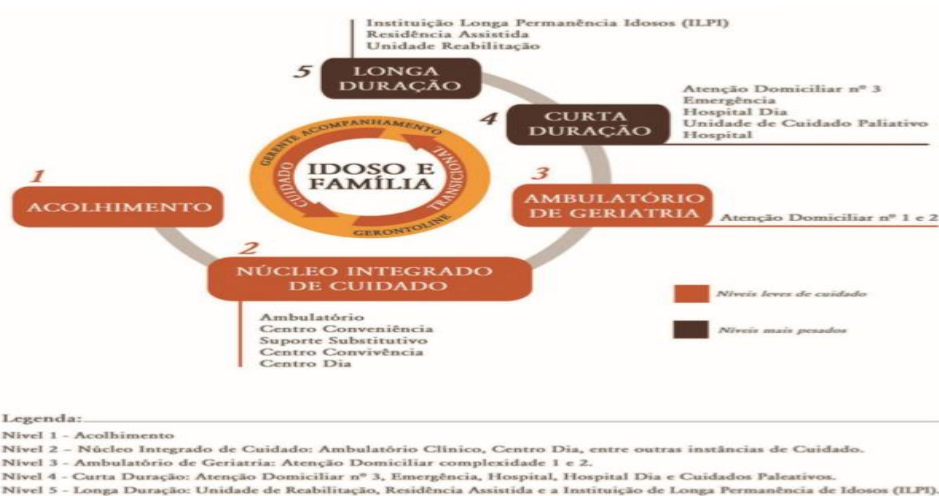 Instituição Longa Permanência Idosos (ILPI)
Residência Assistida
Unidade Reabilitação
5
LONGA
DURAÇÃO
4
CURTA
DURAÇÃO
Atenção Domiciliar nº 3
Emergência
Hospital Dia
Unidade de Cuidado Paliativo
Hospital
GERENTE ACOMPANHAMENTO
CUIDADO
TRANSICIONAL
GERONTOLINE
IDOSO E
FAMÍLIA
1
ACOLHIMENTO
3
AMBULATÓRIO
DE GERIATRIA
Atenção Domiciliar nº 1 e 2
2
NÚCLEO INTEGRADO
DE CUIDADO
Ambulatório
Centro Conveniência
Suporte Substitutivo
Centro Convivência
Centro Dia
Níveis leves de cuidado
Níveis mais pesados
Legenda:
Nível 1 - Acolhimento
Nível 2 – Núcleo Integrado de Cuidado: Ambulatório Clínico, Centro Dia, entre outras instâncias de Cuidado.
Nível 3 - Ambulatório de Geriatria: Atenção Domiciliar complexidade 1 e 2.
Nível 4 - Curta Duração: Atenção Domiciliar nº 3, Emergência, Hospital, Hospital Dia e Cuidados Paleativos.
Nível 5 - Longa Duração: Unidade de Reabilitação, Residência Assistida e a Instituição de Longa Permanência de Idosos (ILPI).